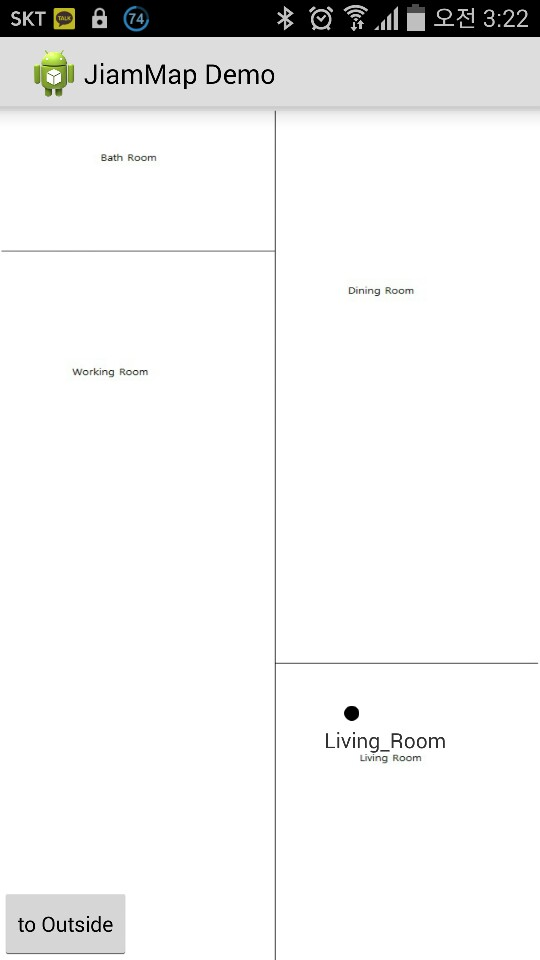 SKT TALK 74 오전 3:22
JiamMap Demo
Bath Room
Dining Room
Working Room
Living_Room
Living Room
to Outside